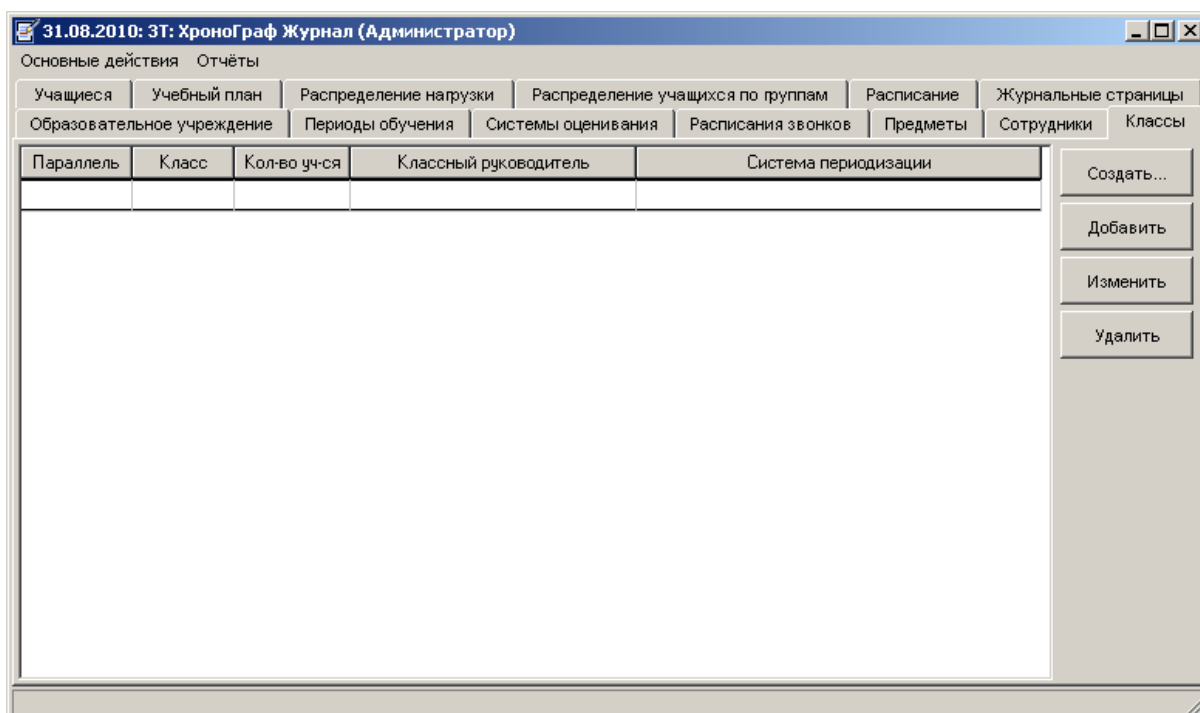 31.08.2010: 3Т: ХроноГраф Журнал (Администратор)
Основные действия Отчёты
Учащиеся Учебный план Распределение нагрузки Распределение учащихся по группам Расписание Журнальные страницы
Образовательное учреждение Периоды обучения Системы оценивания Расписания звонков Предметы Сотрудники Классы
Параллель Класс Кол-во уч-ся Классный руководитель Система периодизации
Создать...
Добавить
Изменить
Удалить